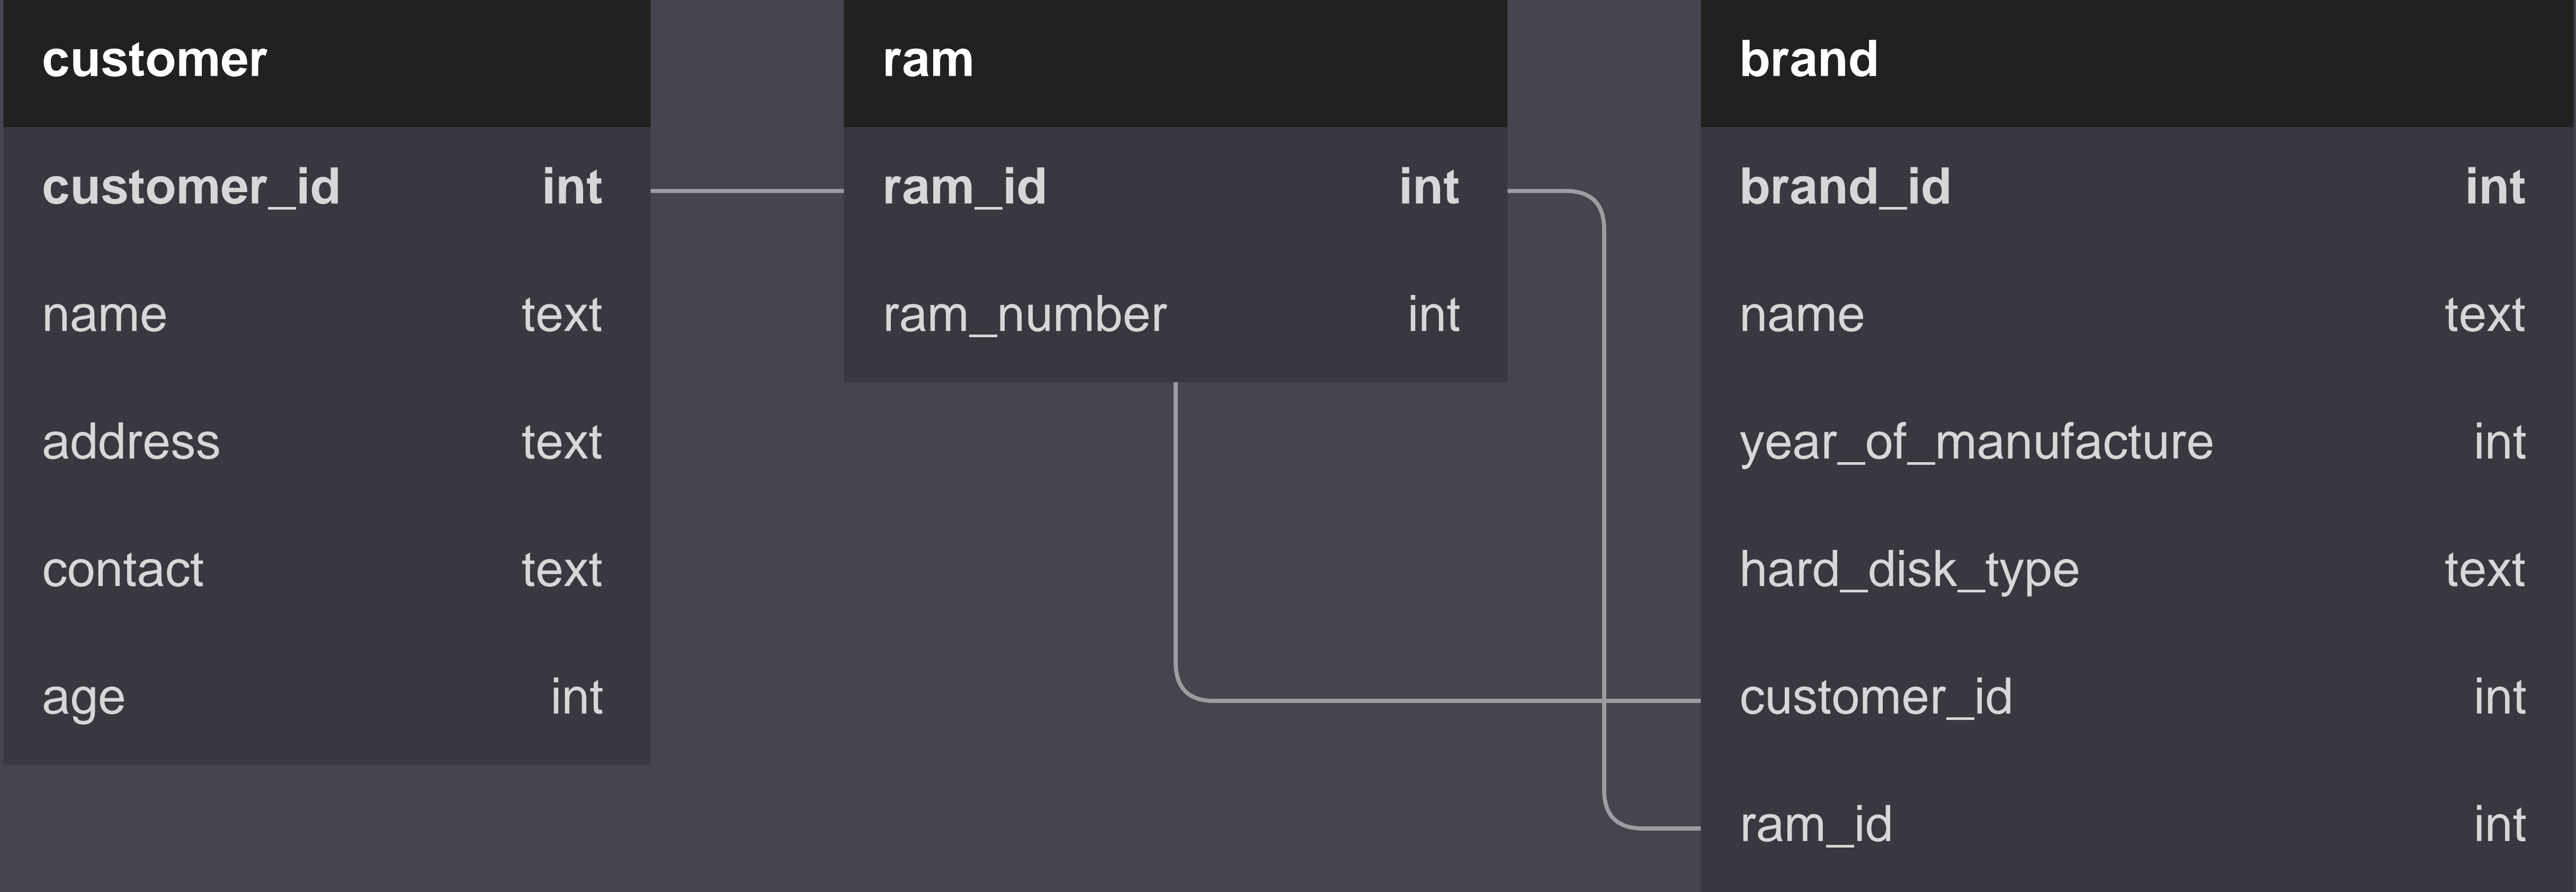 customer
customer_id int
name text
address text
contact text
age int
ram
ram_id int
ram_number int
brand
brand_id int
name text
year_of_manufacture int
hard_disk_type text
customer_id int
ram_id int